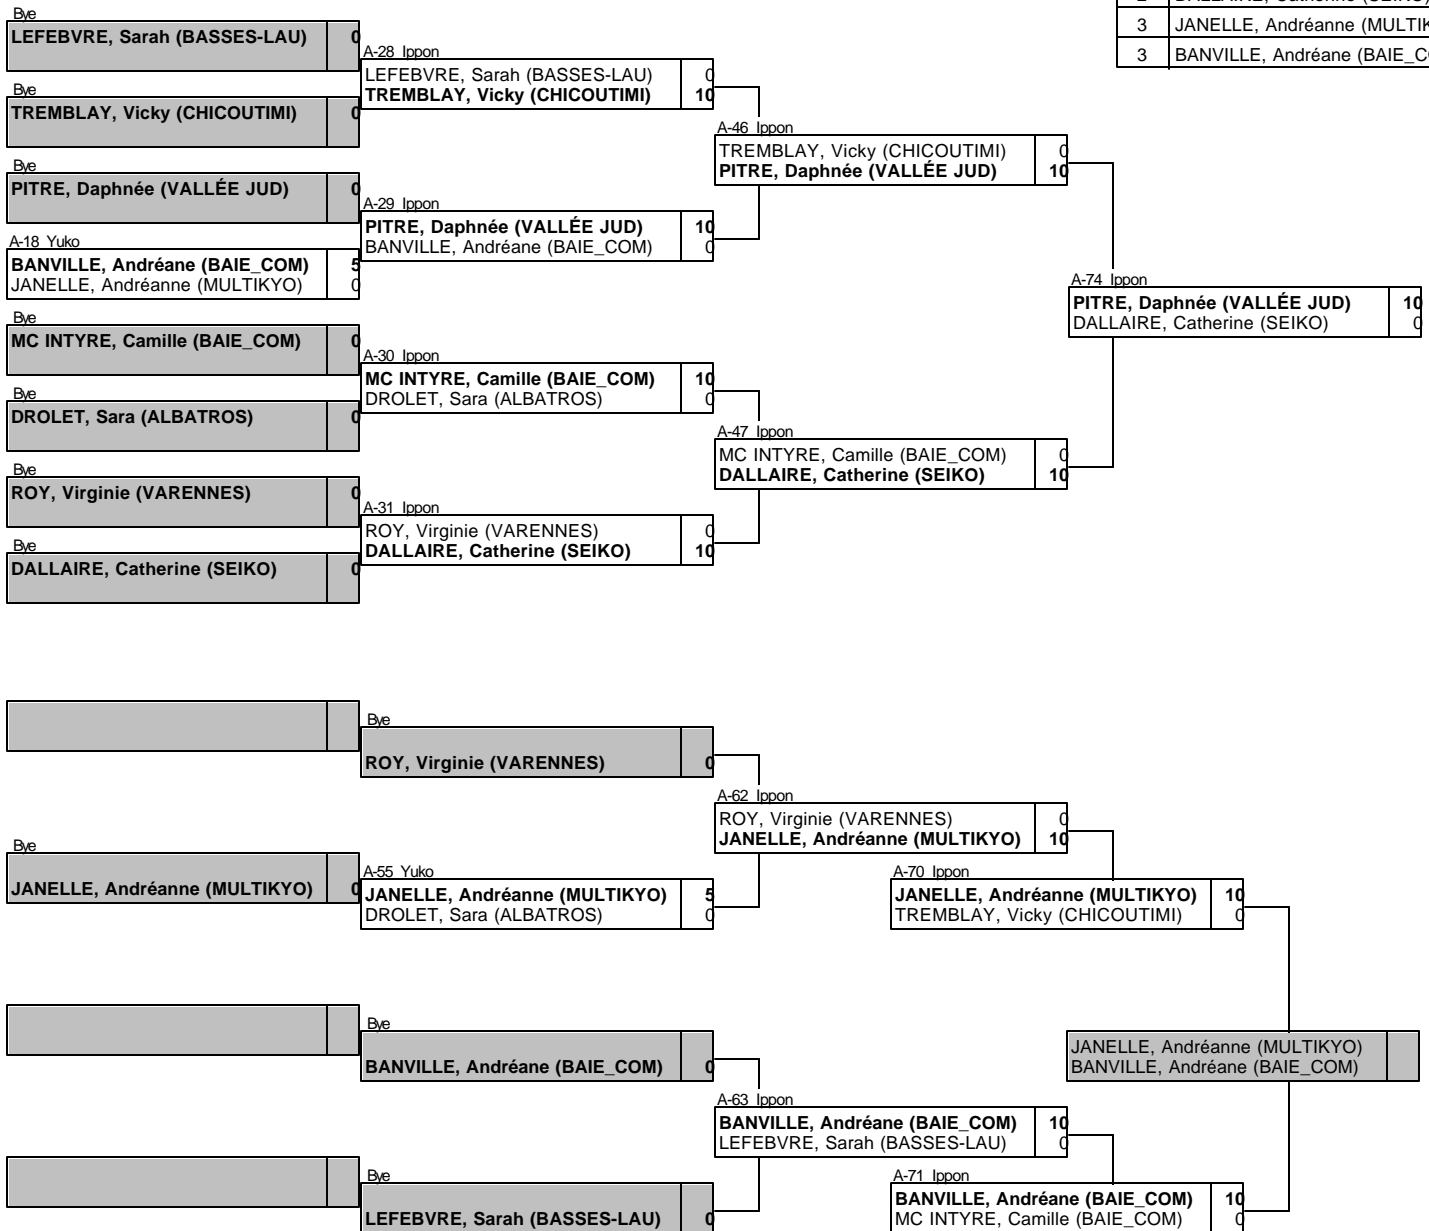 3 JANELLE, Andréanne (MULTIK
3 BANVILLE, Andréane (BAIE_C
Bye
LEFEBVRE, Sarah (BASSES-LAU) 0
Bye
TREMBLAY, Vicky (CHICOUTIMI) 0
Bye
PITRE, Daphnée (VALLÉE JUD) 0
A-18 Yuko
BANVILLE, Andréane (BAIE_COM) 5
JANELLE, Andréanne (MULTIKYO) 0
Bye
MC INTYRE, Camille (BAIE_COM) 0
Bye
DROLET, Sara (ALBATROS) 0
Bye
ROY, Virginie (VARENNES) 0
Bye
DALLAIRE, Catherine (SEIKO) 0
A-28 Ippon
LEFEBVRE, Sarah (BASSES-LAU) 0
TREMBLAY, Vicky (CHICOUTIMI) 10
A-29 Ippon
PITRE, Daphnée (VALLÉE JUD) 10
BANVILLE, Andréane (BAIE_COM) 0
A-30 Ippon
MC INTYRE, Camille (BAIE_COM) 10
DROLET, Sara (ALBATROS) 0
A-31 Ippon
ROY, Virginie (VARENNES) 0
DALLAIRE, Catherine (SEIKO) 10
A-46 Ippon
TREMBLAY, Vicky (CHICOUTIMI) 0
PITRE, Daphnée (VALLÉE JUD) 10
A-47 Ippon
MC INTYRE, Camille (BAIE_COM) 0
DALLAIRE, Catherine (SEIKO) 10
A-74 Ippon
PITRE, Daphnée (VALLÉE JUD) 10
DALLAIRE, Catherine (SEIKO) 0
Bye
ROY, Virginie (VARENNES) 0
Bye
JANELLE, Andréanne (MULTIKYO) 0
A-55 Yuko
JANELLE, Andréanne (MULTIKYO) 5
DROLET, Sara (ALBATROS) 0
A-62 Ippon
ROY, Virginie (VARENNES) 0
JANELLE, Andréanne (MULTIKYO) 10
A-70 Ippon
JANELLE, Andréanne (MULTIKYO) 10
TREMBLAY, Vicky (CHICOUTIMI) 0
Bye
BANVILLE, Andréane (BAIE_COM) 0
Bye
LEFEBVRE, Sarah (BASSES-LAU) 0
A-63 Ippon
BANVILLE, Andréane (BAIE_COM) 10
LEFEBVRE, Sarah (BASSES-LAU) 0
A-71 Ippon
BANVILLE, Andréane (BAIE_COM) 10
MC INTYRE, Camille (BAIE_COM) 0
JANELLE, Andréanne (MULTIKYO)
BANVILLE, Andréane (BAIE_COM)